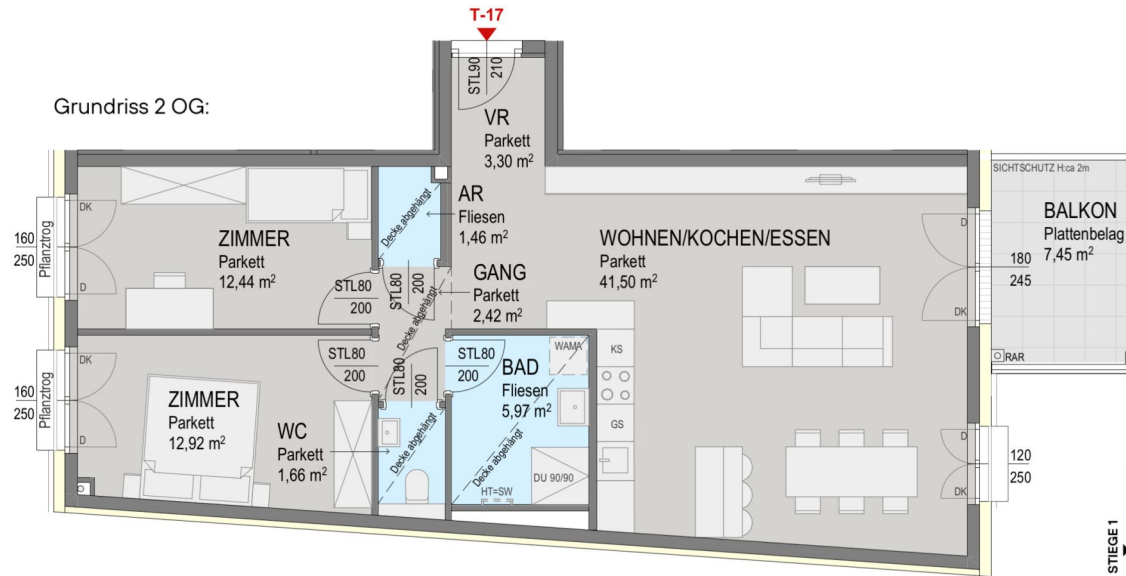 T-17
Grundriss 2 OG:
STL90
210
VR
Parkett
3,30 m²
SICHTSCHUTZ H:ca 2m
BALKON
Plattenbelag
7,45 m²
RAR
DK
D
160
250
Pflanztrog
ZIMMER
Parkett
12,44 m²
Decke abgehängt
AR
Fliesen
1,46 m²
GANG
Parkett
2,42 m²
STL80
200
STL80
200
Decke abgehängt
WOHNEN/KOCHEN/ESSEN
Parkett
41,50 m²
D
DK
180
245
DK
D
160
250
Pflanztrog
ZIMMER
Parkett
12,92 m²
STL80
200
STL80
200
STL80
200
WC
Parkett
1,66 m²
Decke abgehängt
BAD
Fliesen
5,97 m²
WAMA
Decke abgehängt
DU 90/90
HT=SW
KS
GS
D
DK
120
250
STIEGE 1